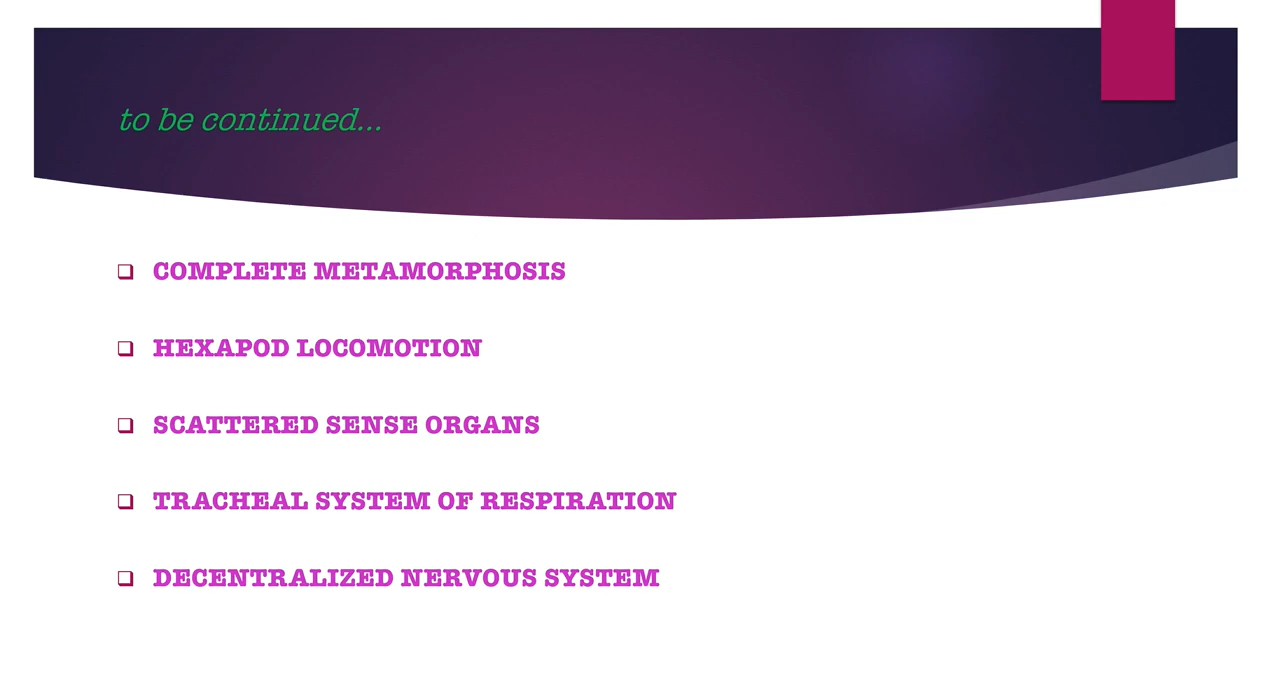 to be continued...
COMPLETE METAMORPHOSIS
HEXAPOD LOCOMOTION
SCATTERED SENSE ORGANS
TRACHEAL SYSTEM OF RESPIRATION
DECENTRALIZED NERVOUS SYSTEM